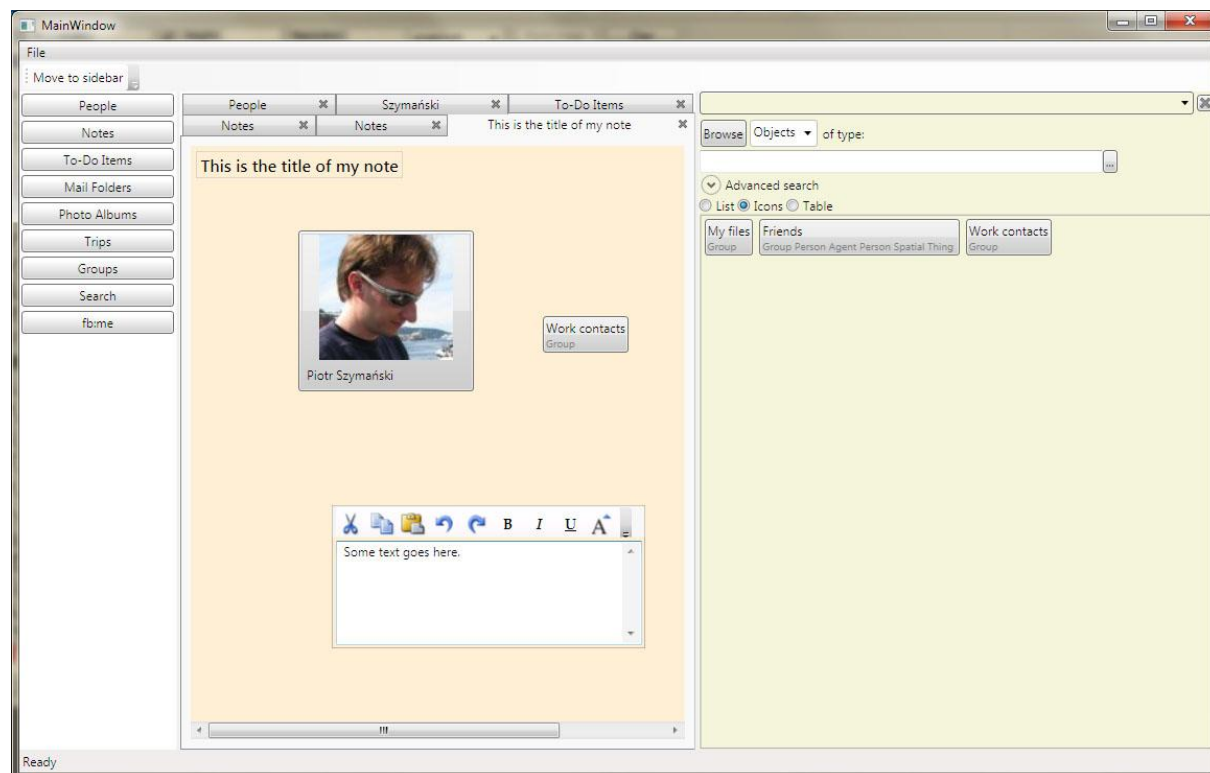 MainWindow
File
Move to sidebar
People
Notes
To-Do Items
Mail Folders
Photo Albums
Trips
Groups
Search
fb:me
People Szymański To-Do Items
Notes Notes This is the title of my note
This is the title of my note
Piotr Szymański
Work contacts
Group
B I U A
Some text goes here.
Browse Objects of type:
...
Advanced search
List Icons Table
My files Friends Work contacts
Group Group Person Agent Person Spatial Thing Group
Ready